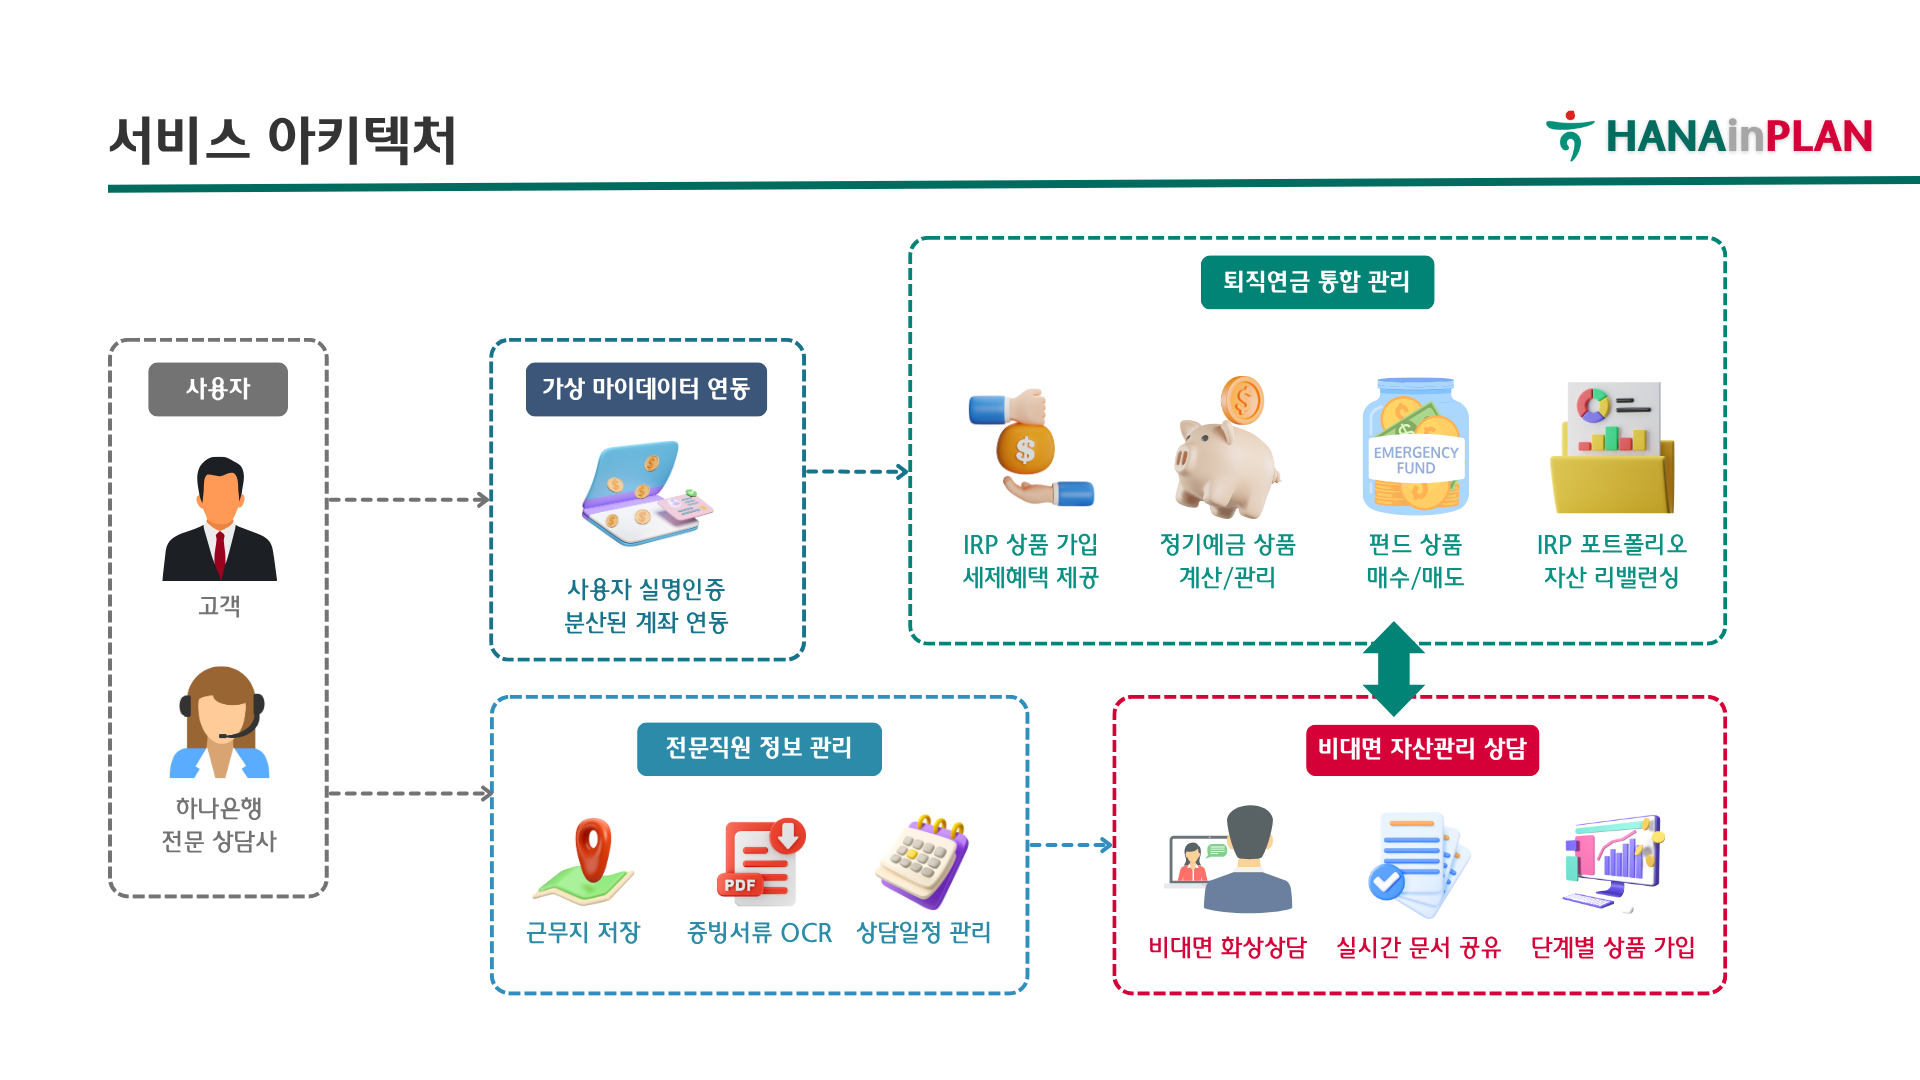 서비스 아키텍처
HANAinPLAN
사용자
고객
하나은행
전문 상담사
가상 마이데이터 연동
사용자 실명인증
분산된 계좌 연동
퇴직연금 통합 관리
EMERGENCY
FUND
IRP 상품 가입
세제혜택 제공
정기예금 상품
계산/관리
펀드 상품
매수/매도
IRP 포트폴리오
자산 리밸런싱
전문직원 정보 관리
PDF
근무지 저장
증빙서류 OCR
상담일정 관리
비대면 자산관리 상담
비대면 화상상담
실시간 문서 공유
단계별 상품 가입